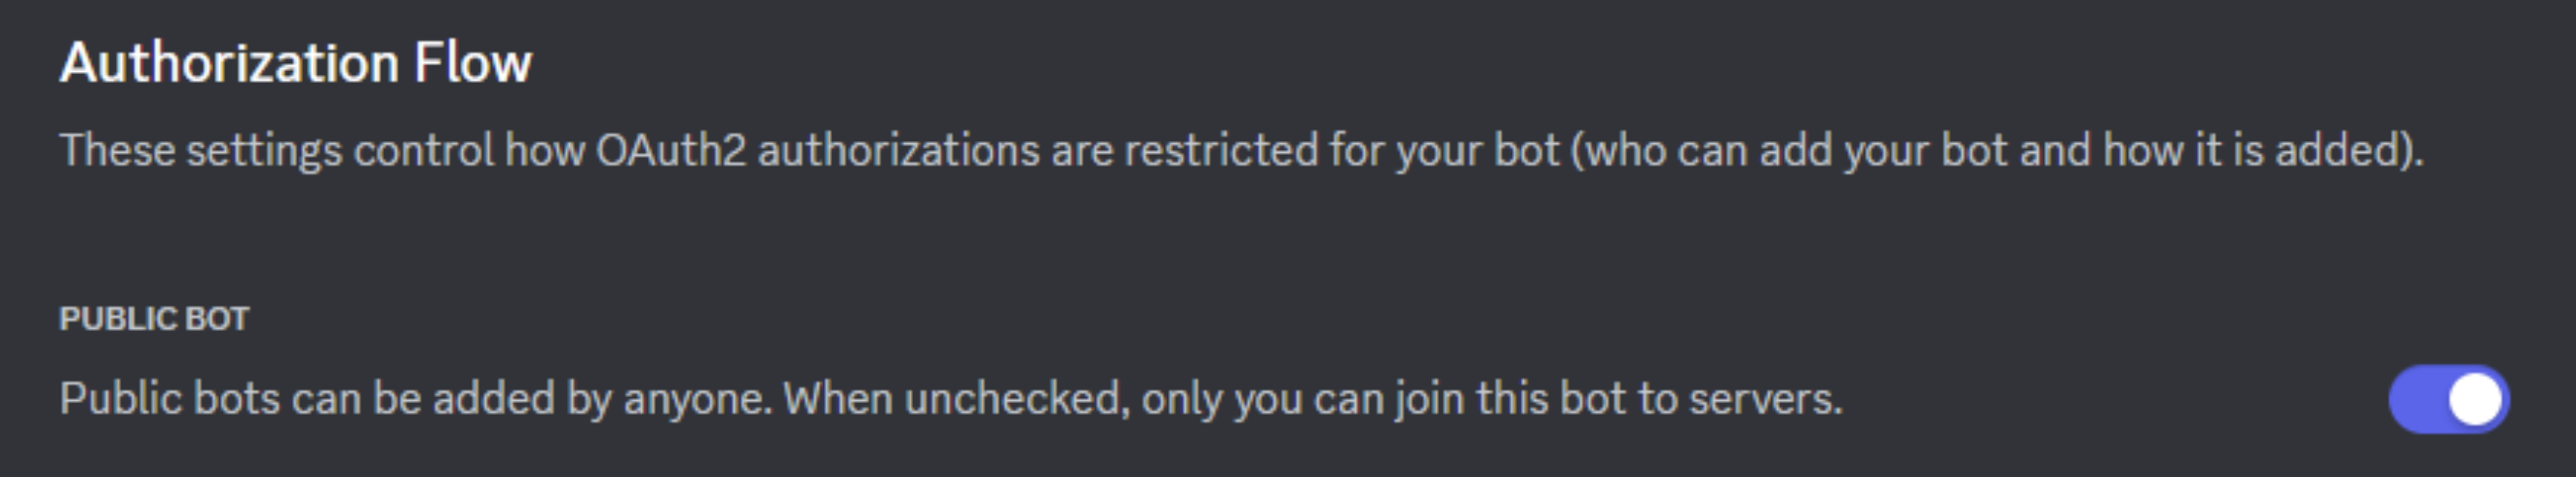 Authorization Flow
These settings control how OAuth2 authorizations are restricted for your bot (who can add your bot and how it is added).
PUBLIC BOT
Public bots can be added by anyone. When unchecked, only you can join this bot to servers.